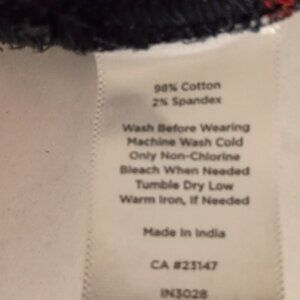 98% Cotton
2% Spandex
Wash Before Wearing
Machine Wash Cold
Only Non-Chlorine
Bleach When Needed
Tumble Dry Low
Warm Iron, If Needed
Made In India
CA #23147
IN3028